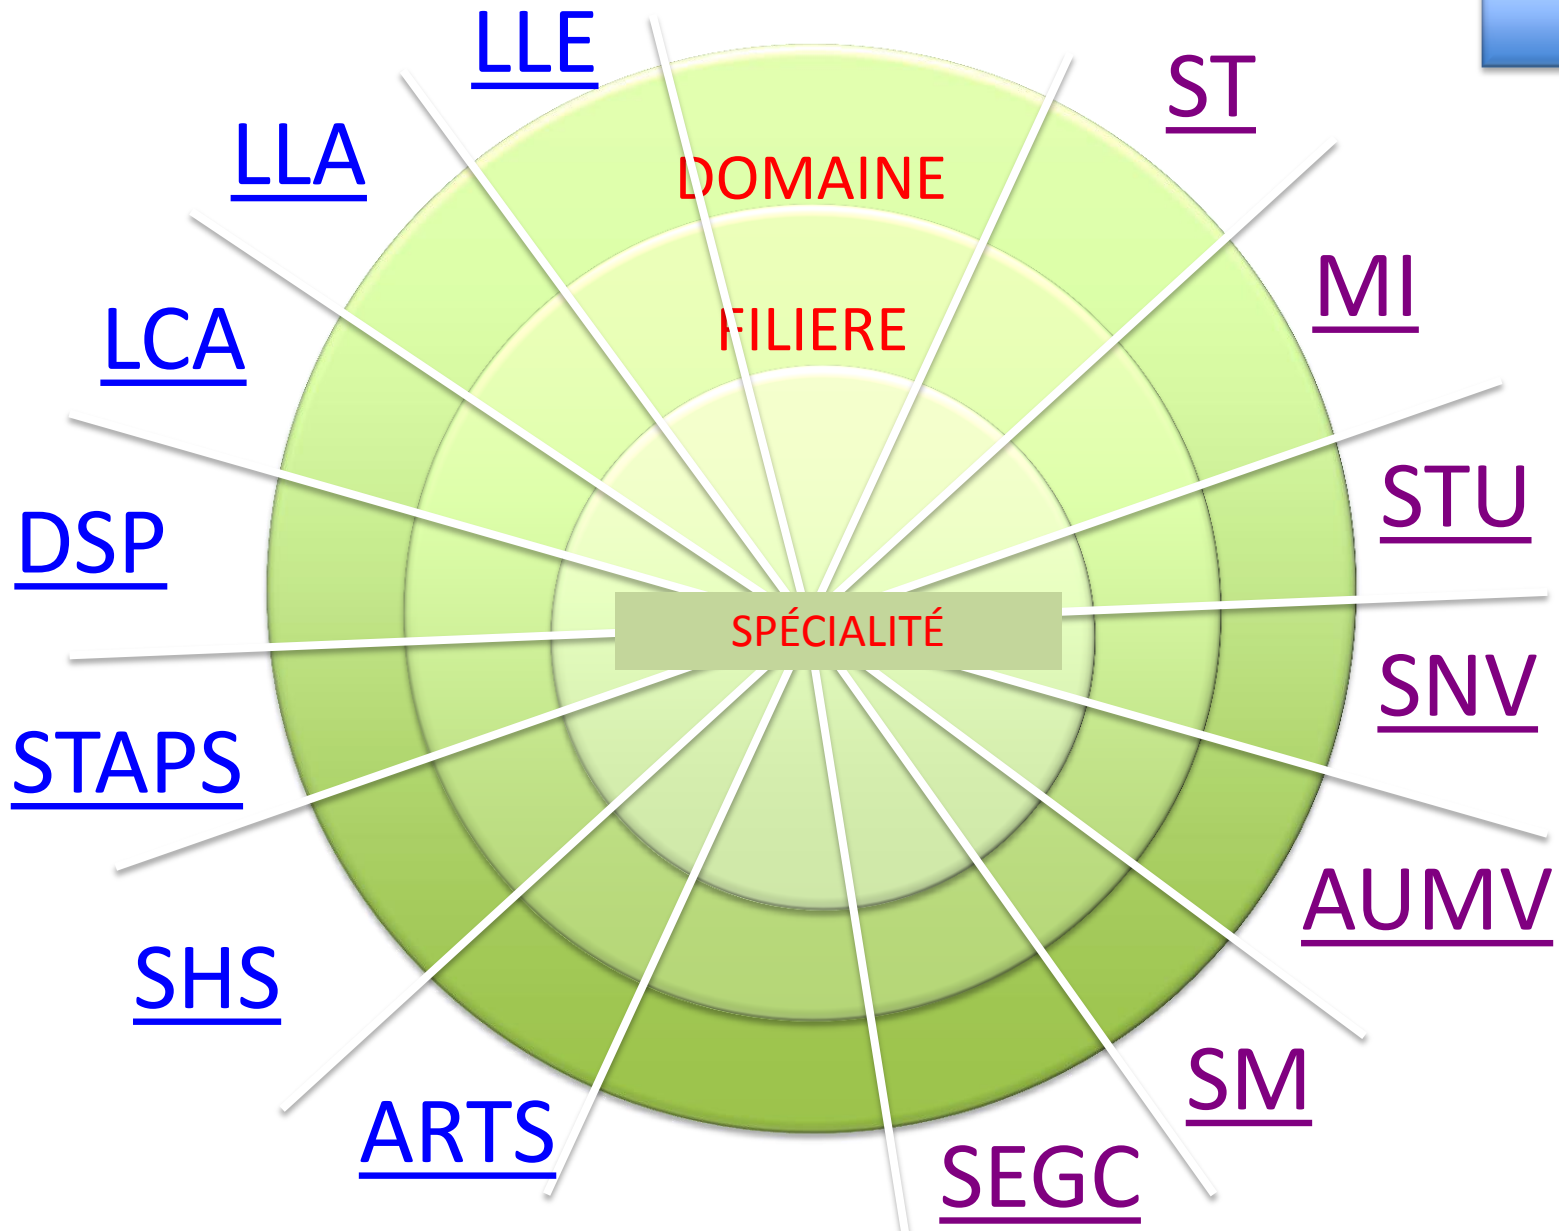 LLE
ST
LLA
DOMAINE
MI
LCA
FILIERE
STU
DSP
SPÉCIALITÉ
SNV
STAPS
AUMV
SHS
SM
ARTS
SEGC